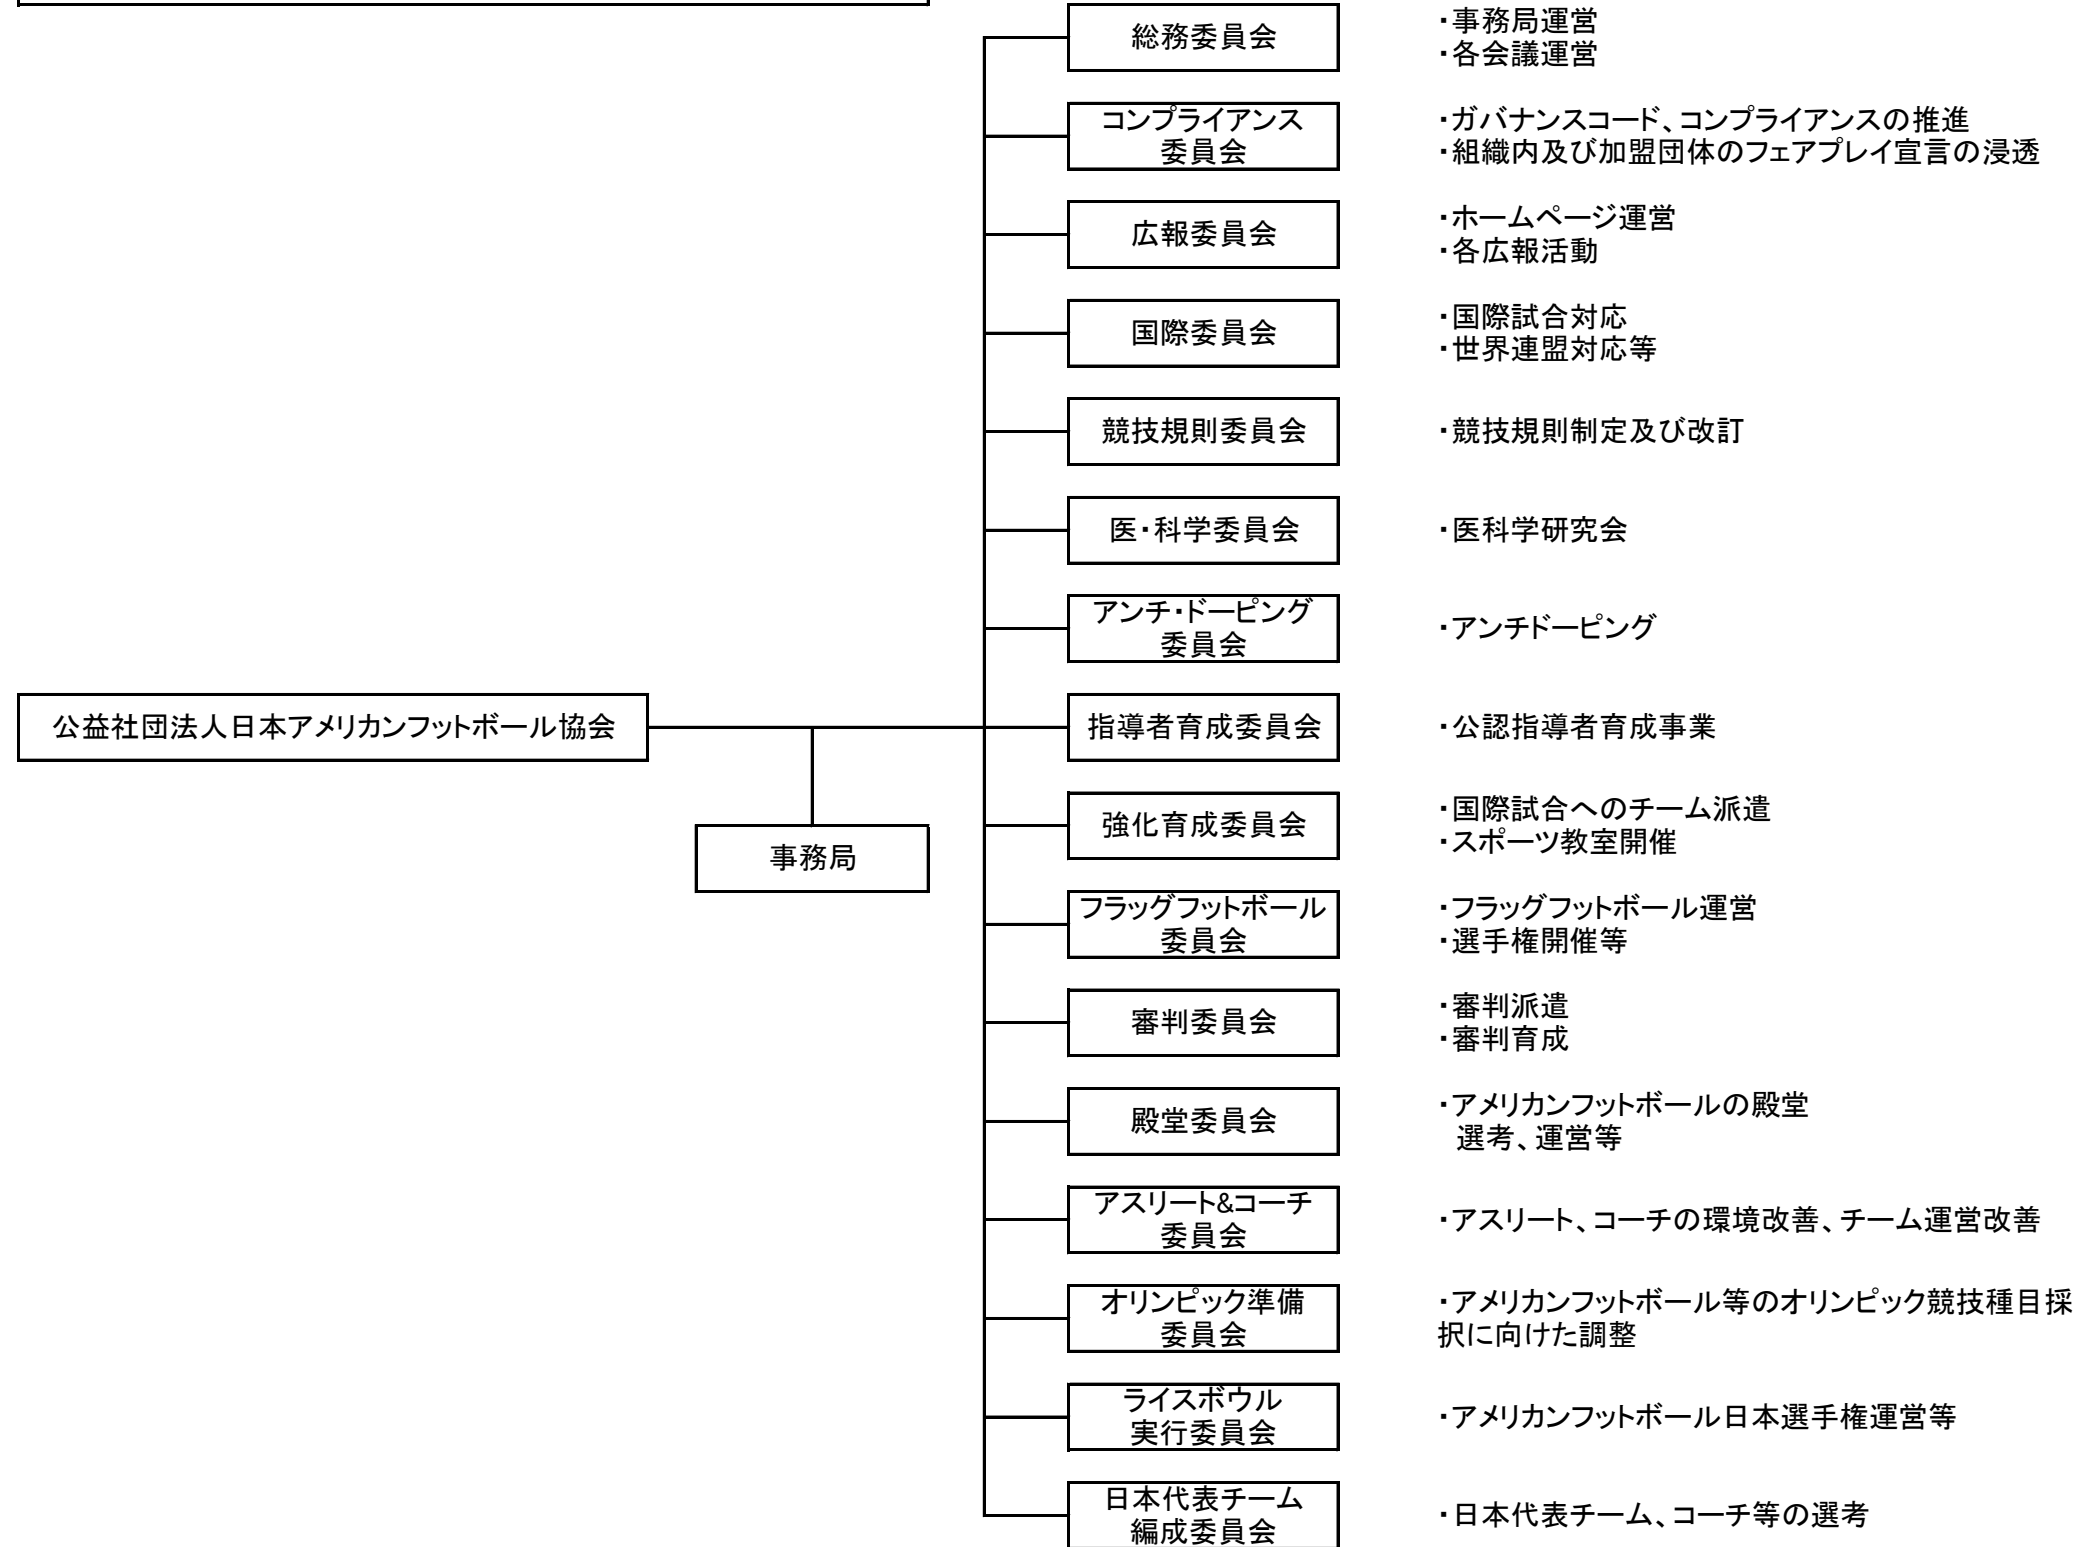 総務委員会
・事務局運営
・各会議運営
コンプライアンス
委員会
・ガバナンスコード、コンプライアンスの推進
・組織内及び加盟団体のフェアプレイ宣言の浸透
広報委員会
・ホームページ運営
・各広報活動
国際委員会
・国際試合対応
・世界連盟対応等
競技規則委員会
・競技規則制定及び改訂
医・科学委員会
・医科学研究会
アンチ・ドーピング
委員会
・アンチドーピング
公益社団法人日本アメリカンフットボール協会
指導者育成委員会
・公認指導者育成事業
事務局
強化育成委員会
・国際試合へのチーム派遣
・スポーツ教室開催
フラッグフットボール
委員会
・フラッグフットボール運営
・選手権開催等
審判委員会
・審判派遣
・審判育成
殿堂委員会
・アメリカンフットボールの殿堂
選考、運営等
アスリート&コーチ
委員会
・アスリート、コーチの環境改善、チーム運営改善
オリンピック準備
委員会
・アメリカンフットボール等のオリンピック競技種目採
択に向けた調整
ライスボウル
実行委員会
・アメリカンフットボール日本選手権運営等
日本代表チーム
編成委員会
・日本代表チーム、コーチ等の選考